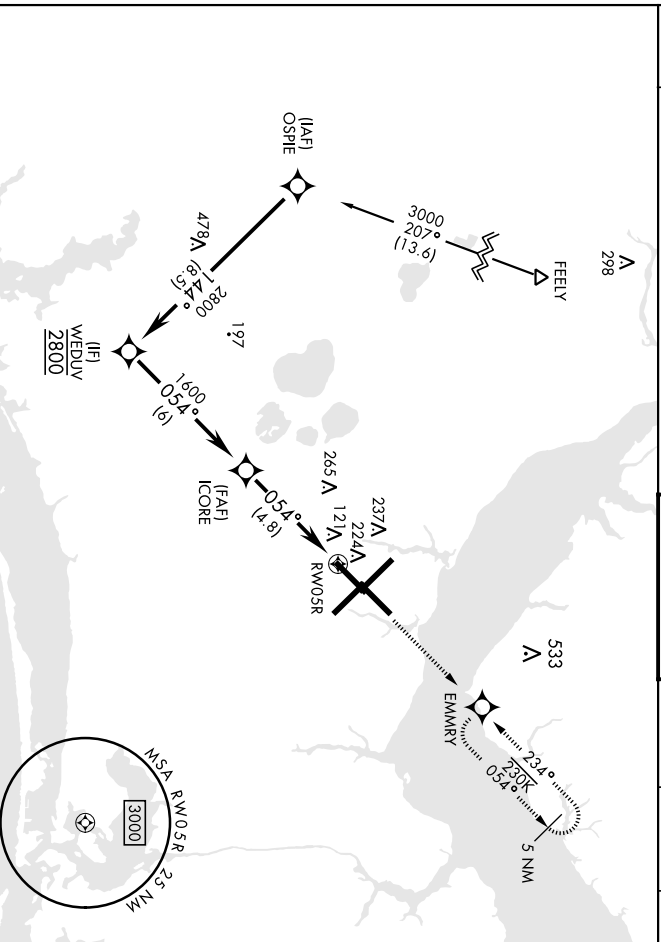 298
FEELY
3000
207°
(13.6)
(IAF)
OSPIE
478
2800
144°
(8.5)
197
(IF)
WEDUV
2800
1600
054°
(6)
(FAF)
ICORE
054°
(4.8)
265
121
224
237
RW05R
533
EMMRY
234°
230K
054°
5 NM
MSA RW05R 25 NM
3000